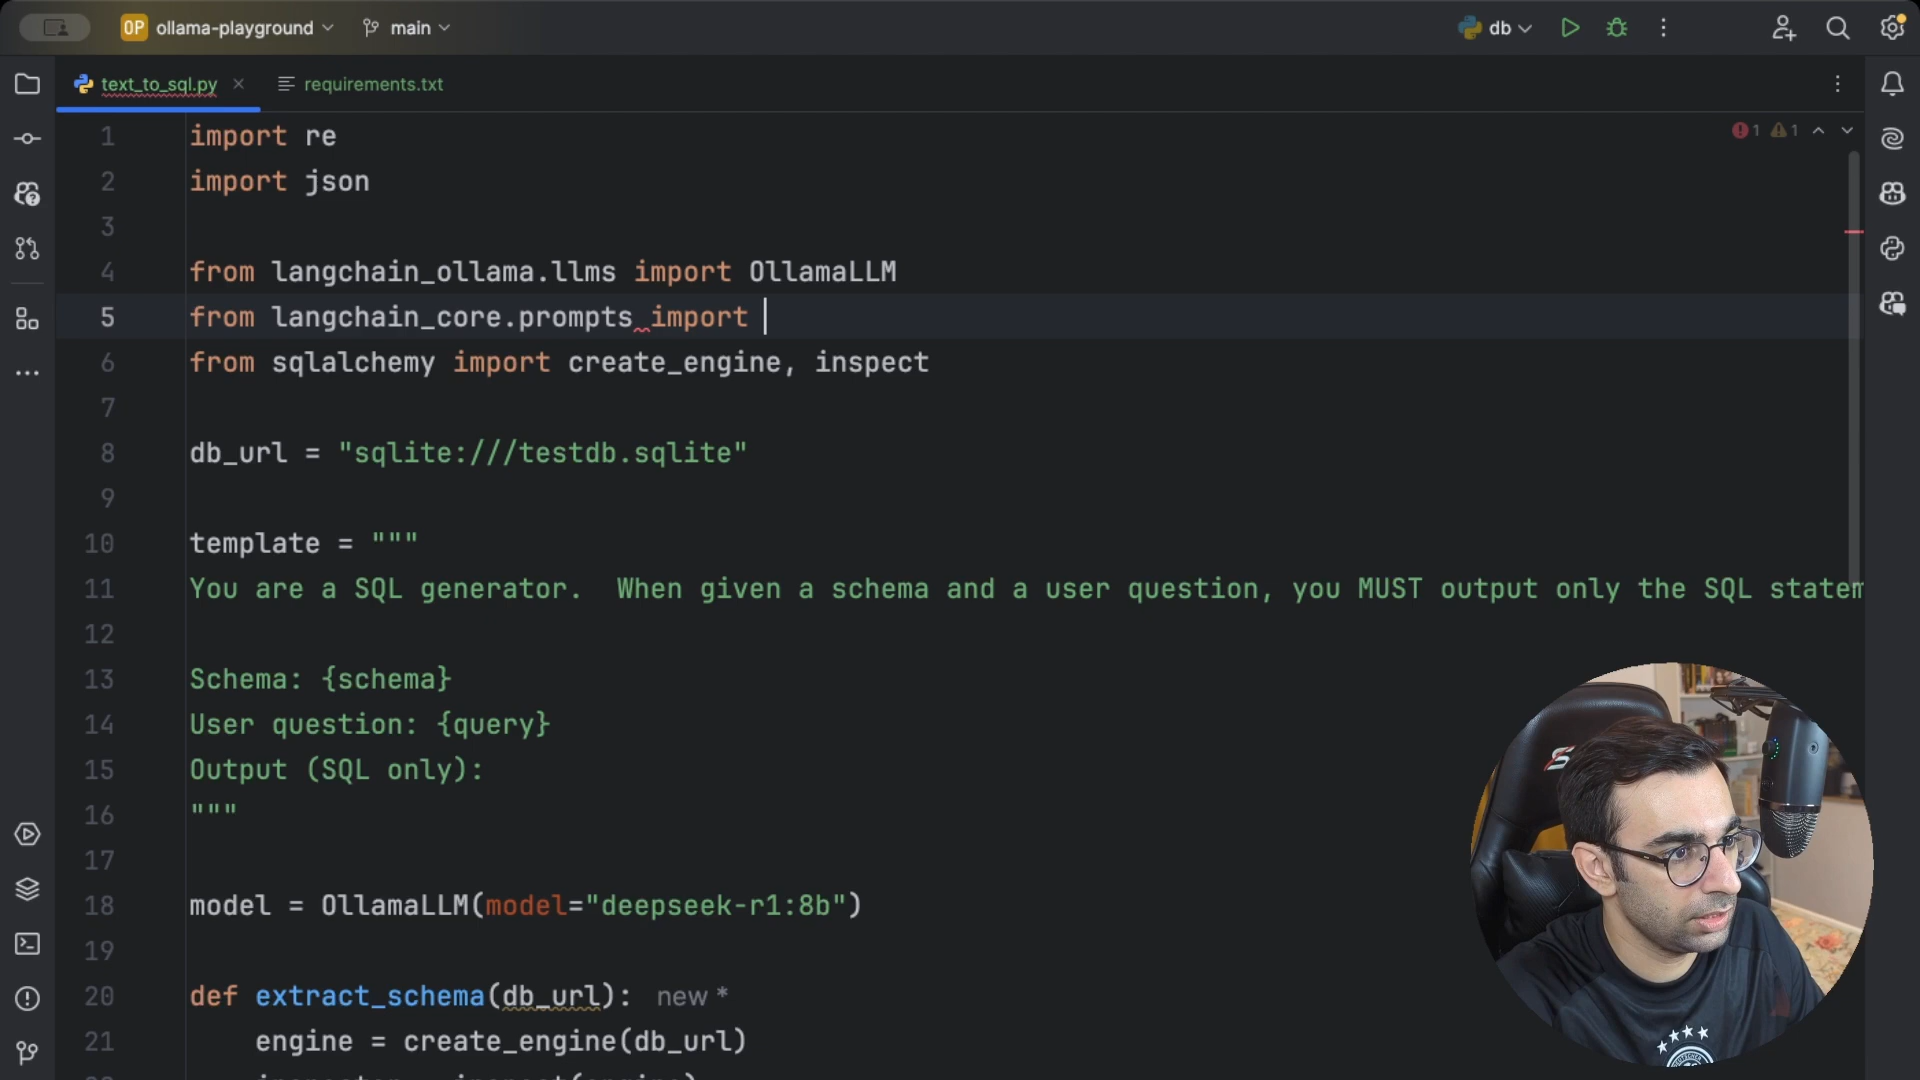 OP ollama-playground main db
text_to_sql.py requirements.txt
1 1
1 import re
2 import json
3
4 from langchain_ollama.llms import OllamaLLM
5 from langchain_core.prompts import
6 from sqlalchemy import create_engine, inspect
7
8 db_url = "sqlite:///testdb.sqlite"
9
10 template = """
11 You are a SQL generator.  When given a schema and a user question, you MUST output only the SQL statem
12
13 Schema: {schema}
14 User question: {query}
15 Output (SQL only):
16 """
17
18 model = OllamaLLM(model="deepseek-r1:8b")
19
20 def extract_schema(db_url): new *
21 engine = create_engine(db_url)